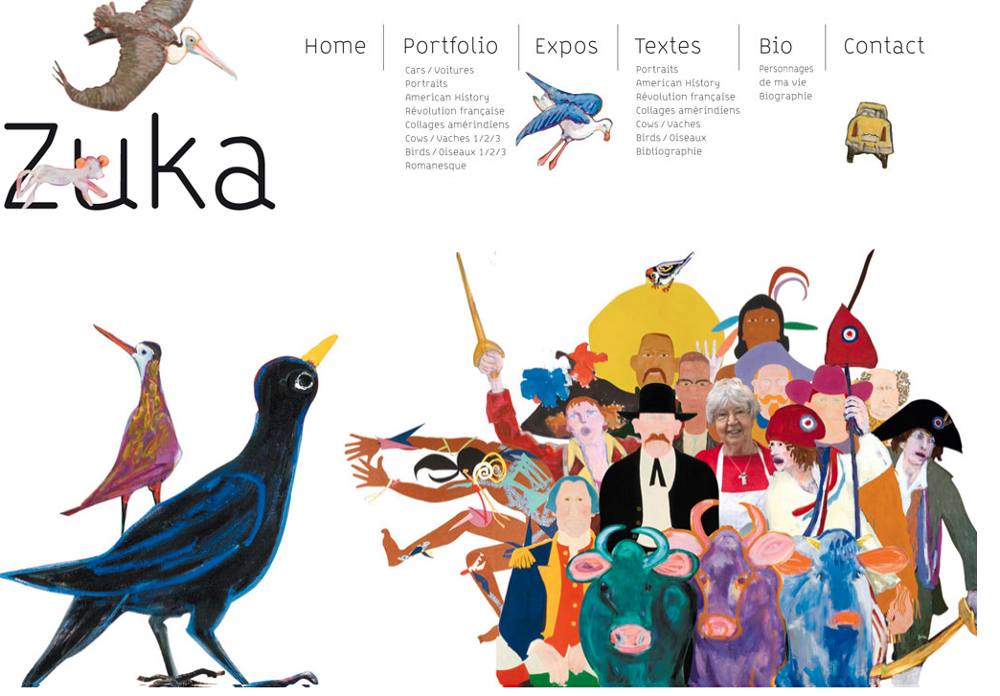 Home
Portfolio
Expos
Textes
Bio
Contact
Cars / Voitures
Portraits
American History
Révolution française
Collages amérindiens
Cows / Vaches 1/2/3
Birds / Oiseaux 1/2/3
Romanesque
Portraits
American History
Révolution française
Collages amérindiens
Cows / Vaches
Birds / Oiseaux
Bibliographie
Personnages
de ma vie
Biographie
Zuka